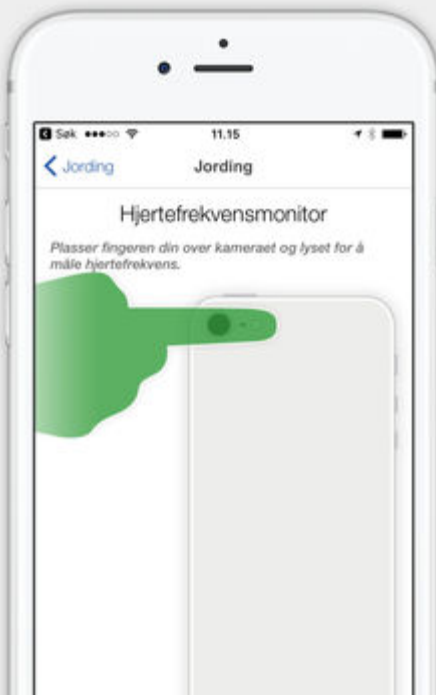 Søk 11.15
Jording Jording
Hjertefrekvensmonitor
Plasser fingeren din over kameraet og lyset for å
måle hjertefrekvens.